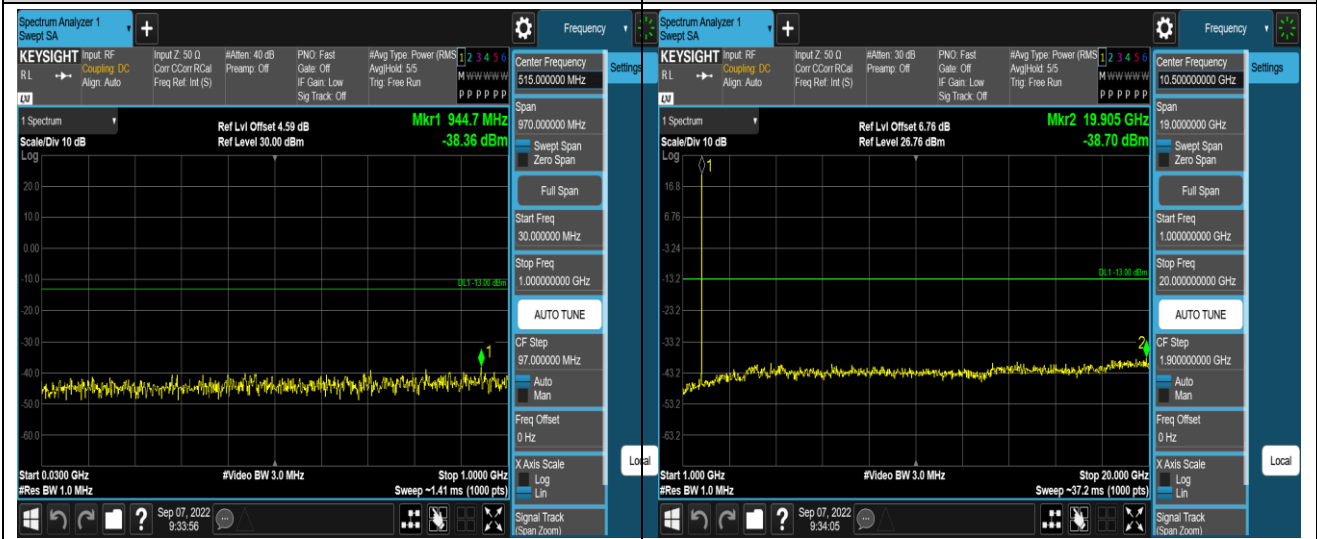 Spectrum Analyzer 1
Swept SA
+
Frequency
KEYSIGHT
RL
LXI
Input: RF
Coupling: DC
Align: Auto
Input Z: 50 Ω
Corr CCorr RCal
Freq Ref: Int (S)
#Atten: 40 dB
Preamp: Off
PNO: Fast
Gate: Off
IF Gain: Low
Sig Track: Off
#Avg Type: Power (RMS
Avg|Hold: 5/5
Trig: Free Run
1 2 3 4 5 6
M W W W W W
P P P P P P
Center Frequency
515.000000 MHz
Settings
1 Spectrum
Scale/Div 10 dB
Ref Lvl Offset 4.59 dB
Ref Level 30.00 dBm
Mkr1 944.7 MHz
-38.36 dBm
Span
970.000000 MHz
Swept Span
Zero Span
Full Span
Start Freq
30.000000 MHz
Stop Freq
1.000000000 GHz
AUTO TUNE
CF Step
97.000000 MHz
Auto
Man
Freq Offset
0 Hz
X Axis Scale
Log
Lin
Signal Track
(Span Zoom)
Local
Log
20.0
10.0
0.00
-10.0
-20.0
-30.0
-40.0
-50.0
-60.0
DL1 -13.00 dBm
1
Start 0.0300 GHz
#Res BW 1.0 MHz
#Video BW 3.0 MHz
Stop 1.0000 GHz
Sweep ~1.41 ms (1000 pts)
?
Sep 07, 2022
9:33:56
Spectrum Analyzer 1
Swept SA
+
Frequency
KEYSIGHT
RL
LXI
Input: RF
Coupling: DC
Align: Auto
Input Z: 50 Ω
Corr CCorr RCal
Freq Ref: Int (S)
#Atten: 30 dB
Preamp: Off
PNO: Fast
Gate: Off
IF Gain: Low
Sig Track: Off
#Avg Type: Power (RMS
Avg|Hold: 5/5
Trig: Free Run
1 2 3 4 5 6
M W W W W W
P P P P P P
Center Frequency
10.500000000 GHz
Settings
1 Spectrum
Scale/Div 10 dB
Ref Lvl Offset 6.76 dB
Ref Level 26.76 dBm
Mkr2 19.905 GHz
-38.70 dBm
Span
19.0000000 GHz
Swept Span
Zero Span
Full Span
Start Freq
1.000000000 GHz
Stop Freq
20.000000000 GHz
AUTO TUNE
CF Step
1.900000000 GHz
Auto
Man
Freq Offset
0 Hz
X Axis Scale
Log
Lin
Signal Track
(Span Zoom)
Local
Log
16.8
6.76
-3.24
-13.2
-23.2
-33.2
-43.2
-53.2
-63.2
1
DL1 -13.00 dBm
2
Start 1.000 GHz
#Res BW 1.0 MHz
#Video BW 3.0 MHz
Stop 20.000 GHz
Sweep ~37.2 ms (1000 pts)
?
Sep 07, 2022
9:34:05